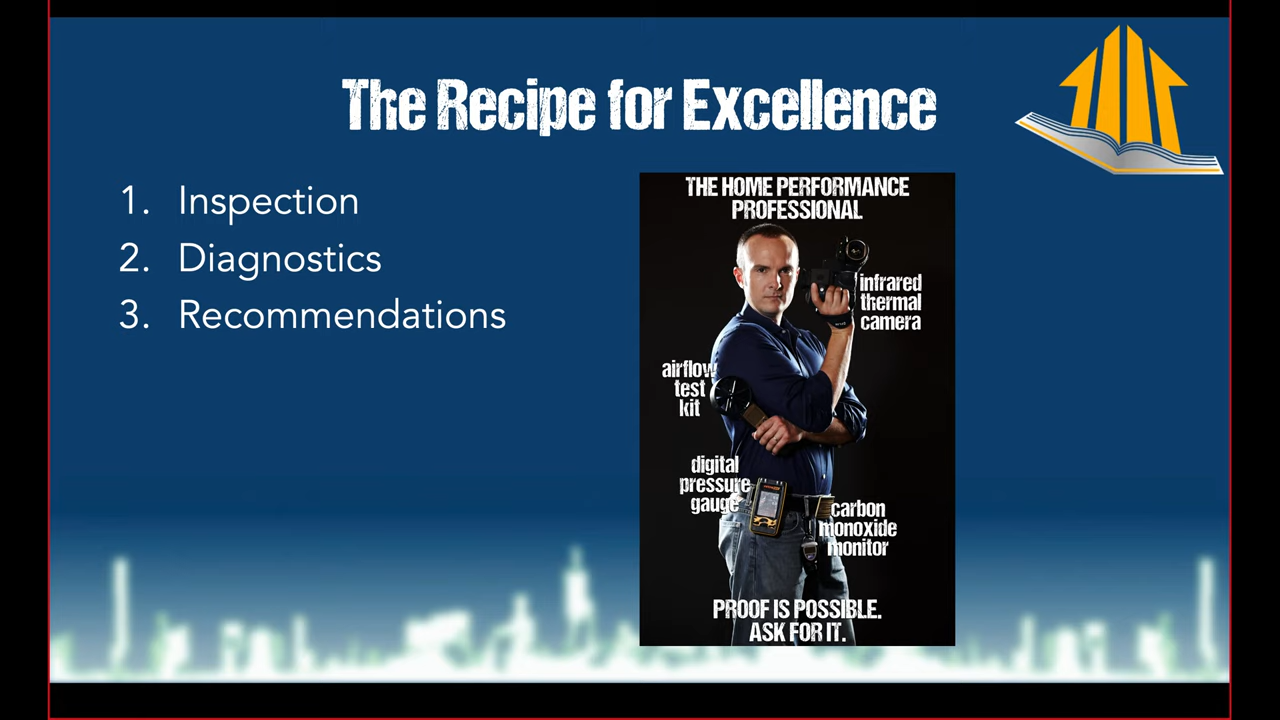 The Recipe for Excellence
1. Inspection
2. Diagnostics
3. Recommendations
THE HOME PERFORMANCE
PROFESSIONAL
infrared
thermal
camera
airflow
test
kit
digital
pressure
gauge
carbon
monoxide
monitor
PROOF IS POSSIBLE.
ASK FOR IT.